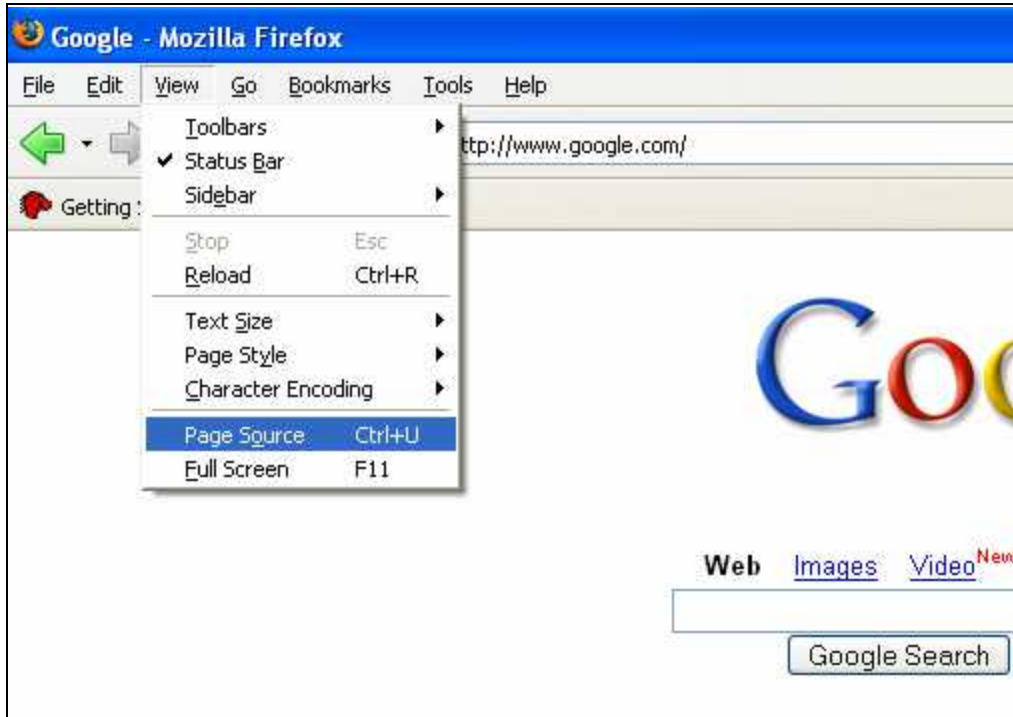 Google - Mozilla Firefox
File Edit View Go Bookmarks Tools Help
Toolbars
ttp://www.google.com/
Status Bar
Getting
Sidebar
Stop Esc
Reload Ctrl+R
Text Size
Page Style
Character Encoding
Page Source Ctrl+U
Full Screen F11
Goo
Web Images Video New
Google Search